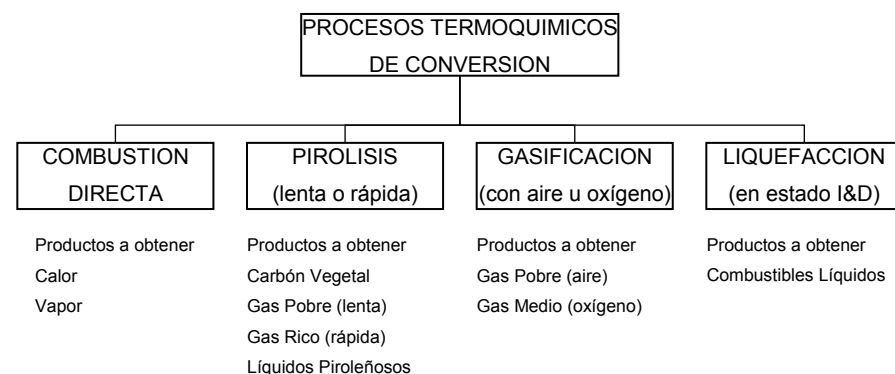 PROCESOS TERMOQUIMICOS
DE CONVERSION
COMBUSTION
DIRECTA
Productos a obtener
Calor
Vapor
PIROLISIS
(lenta o rápida)
Productos a obtener
Carbón Vegetal
Gas Pobre (lenta)
Gas Rico (rápida)
Líquidos Piroleñosos
GASIFICACION
(con aire u oxígeno)
Productos a obtener
Gas Pobre (aire)
Gas Medio (oxígeno)
LIQUEFACCION
(en estado I&D)
Productos a obtener
Combustibles Líquidos